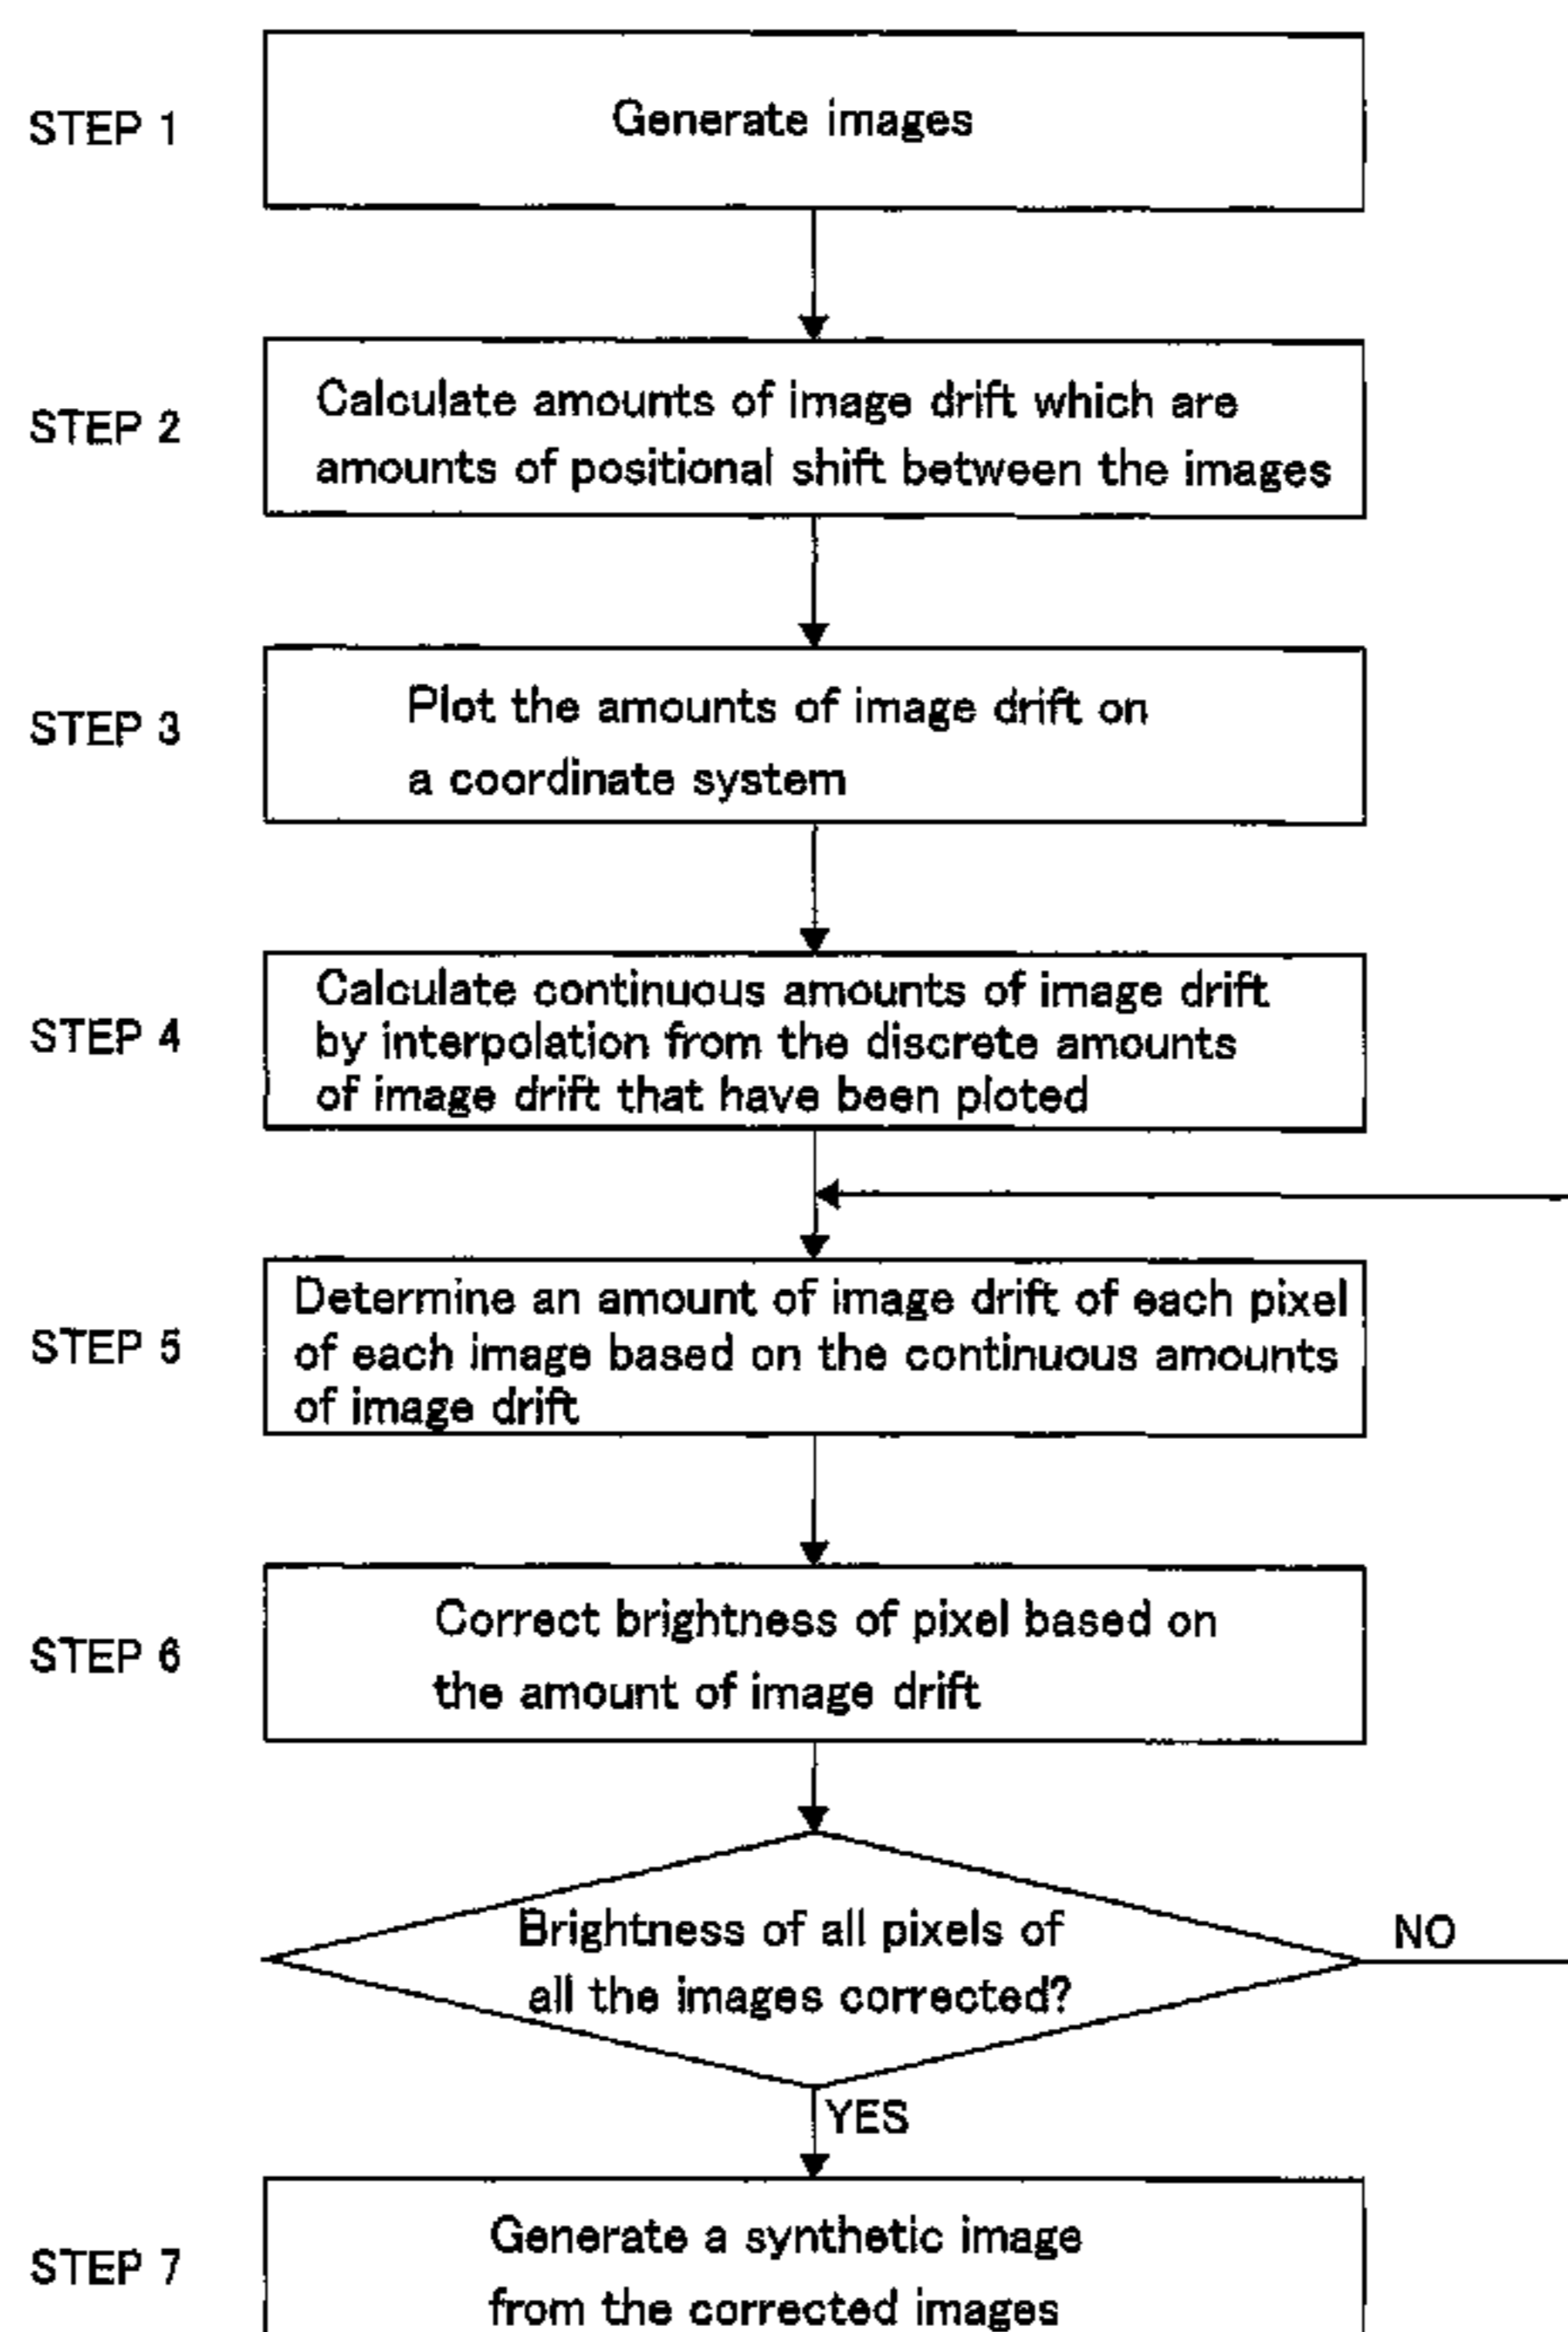 STEP 1
Generate images
STEP 2
Calculate amounts of image drift which are
amounts of positional shift between the images
STEP 3
Plot the amounts of image drift on
a coordinate system
STEP 4
Calculate continuous amounts of image drift
by interpolation from the discrete amounts
of image drift that have been ploted
STEP 5
Determine an amount of image drift of each pixel
of each image based on the continuous amounts
of image drift
STEP 6
Correct brightness of pixel based on
the amount of image drift
Brightness of all pixels of
all the images corrected?
NO
YES
STEP 7
Generate a synthetic image
from the corrected images